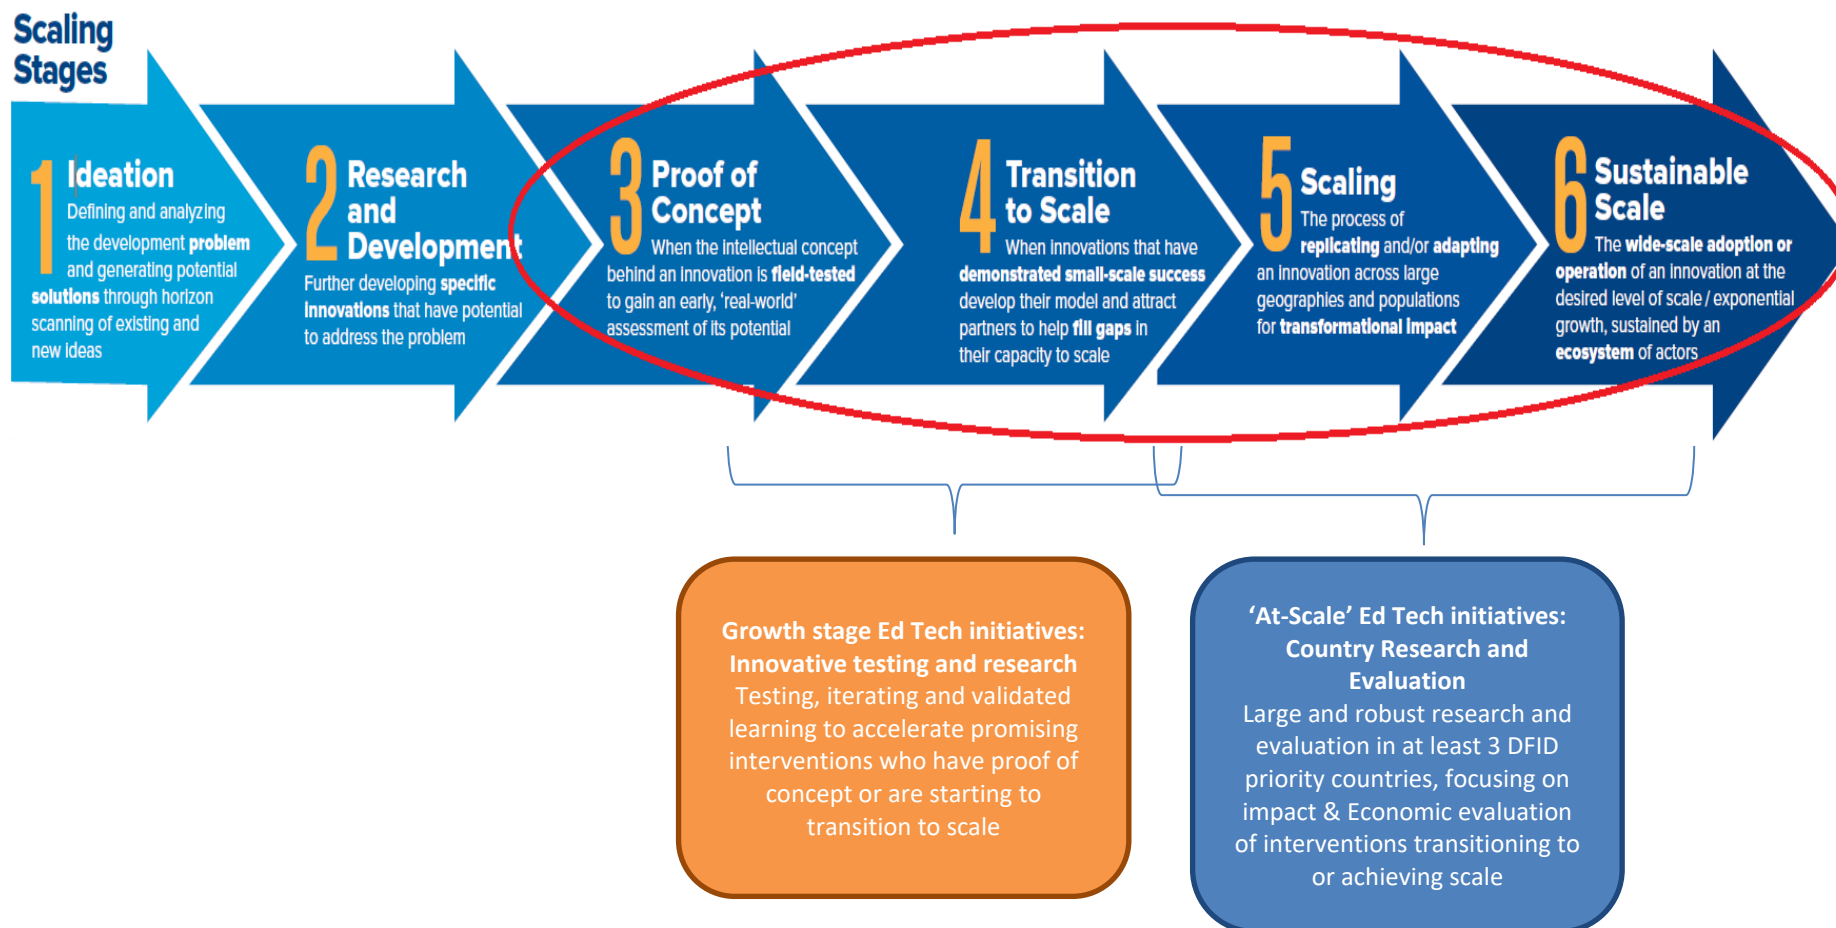 Scaling
Stages
1 Ideation
Defining and analyzing
the development problem
and generating potential
solutions through horizon
scanning of existing and
new ideas
2 Research
and
Development
Further developing specific
innovations that have potential
to address the problem
3 Proof of
Concept
When the intellectual concept
behind an innovation is field-tested
to gain an early, ‘real-world’
assessment of its potential
4 Transition
to Scale
When innovations that have
demonstrated small-scale success
develop their model and attract
partners to help fill gaps in
their capacity to scale
5 Scaling
The process of
replicating and/or adapting
an innovation across large
geographies and populations
for transformational impact
6 Sustainable
Scale
The wide-scale adoption or
operation of an innovation at the
desired level of scale / exponential
growth, sustained by an
ecosystem of actors
Growth stage Ed Tech initiatives:
Innovative testing and research
Testing, iterating and validated
learning to accelerate promising
interventions who have proof of
concept or are starting to
transition to scale
‘At-Scale’ Ed Tech initiatives:
Country Research and
Evaluation
Large and robust research and
evaluation in at least 3 DFID
priority countries, focusing on
impact & Economic evaluation
of interventions transitioning to
or achieving scale